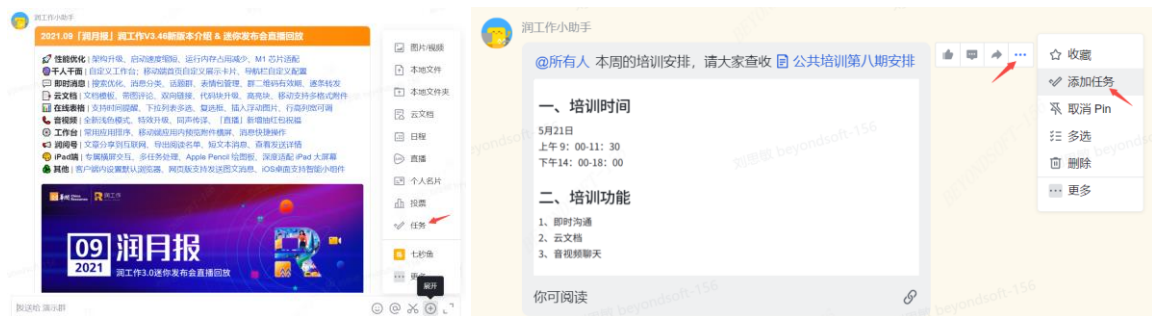 润工作小助手
2021.09「润月报」润工作V3.46新版本介绍 & 迷你发布会直播回放
性能优化 | 架构升级、启动速度缩短、运行内存占用减少、M1 芯片适配
千人千面 | 自定义工作台；移动端首页自定义展示卡片、导航栏自定义配置
即时消息 | 搜索优化、消息分类、话题群、表情包管理、群二维码有效期、逐条转发
云文档 | 文档模板、带图评论、双向链接、代码块升级、高亮块、移动支持多格式附件
在线表格 | 支持时间提醒、下拉列表多选、复选框、插入浮动图片、行高列宽可调
音视频 | 全新浅色模式、特效升级、回声传译、「直播」新增抽红包祝福
工作台 | 常用应用排序、移动端应用内预览附件横屏、消息快捷操作
润阅号 | 文章分享到互联网、导出阅读名单、短文本消息、查看发送详情
iPad端 | 专属横屏交互、多任务处理、Apple Pencil 绘图板、深度适配 iPad 大屏幕
其他 | 客户端内设置默认浏览器、网页版支持发送图文消息、iOS桌面支持智能小组件
润工作
09
2021
润月报
润工作3.0迷你发布会直播回放
图片/视频
本地文件
本地文件夹
云文档
日程
直播
个人名片
投票
任务
七秒鱼
更多
展开
发送给 演示群
润工作小助手
@所有人 本周的培训安排，请大家查收 公共培训第八期安排
一、培训时间
5月21日
上午 9：00-11：30
下午14：00-18：00
二、培训功能
1、即时沟通
2、云文档
3、音视频聊天
你可阅读
收藏
添加任务
取消 Pin
多选
删除
更多
刘思敏 beyondsoft-156
beyondsoft-156